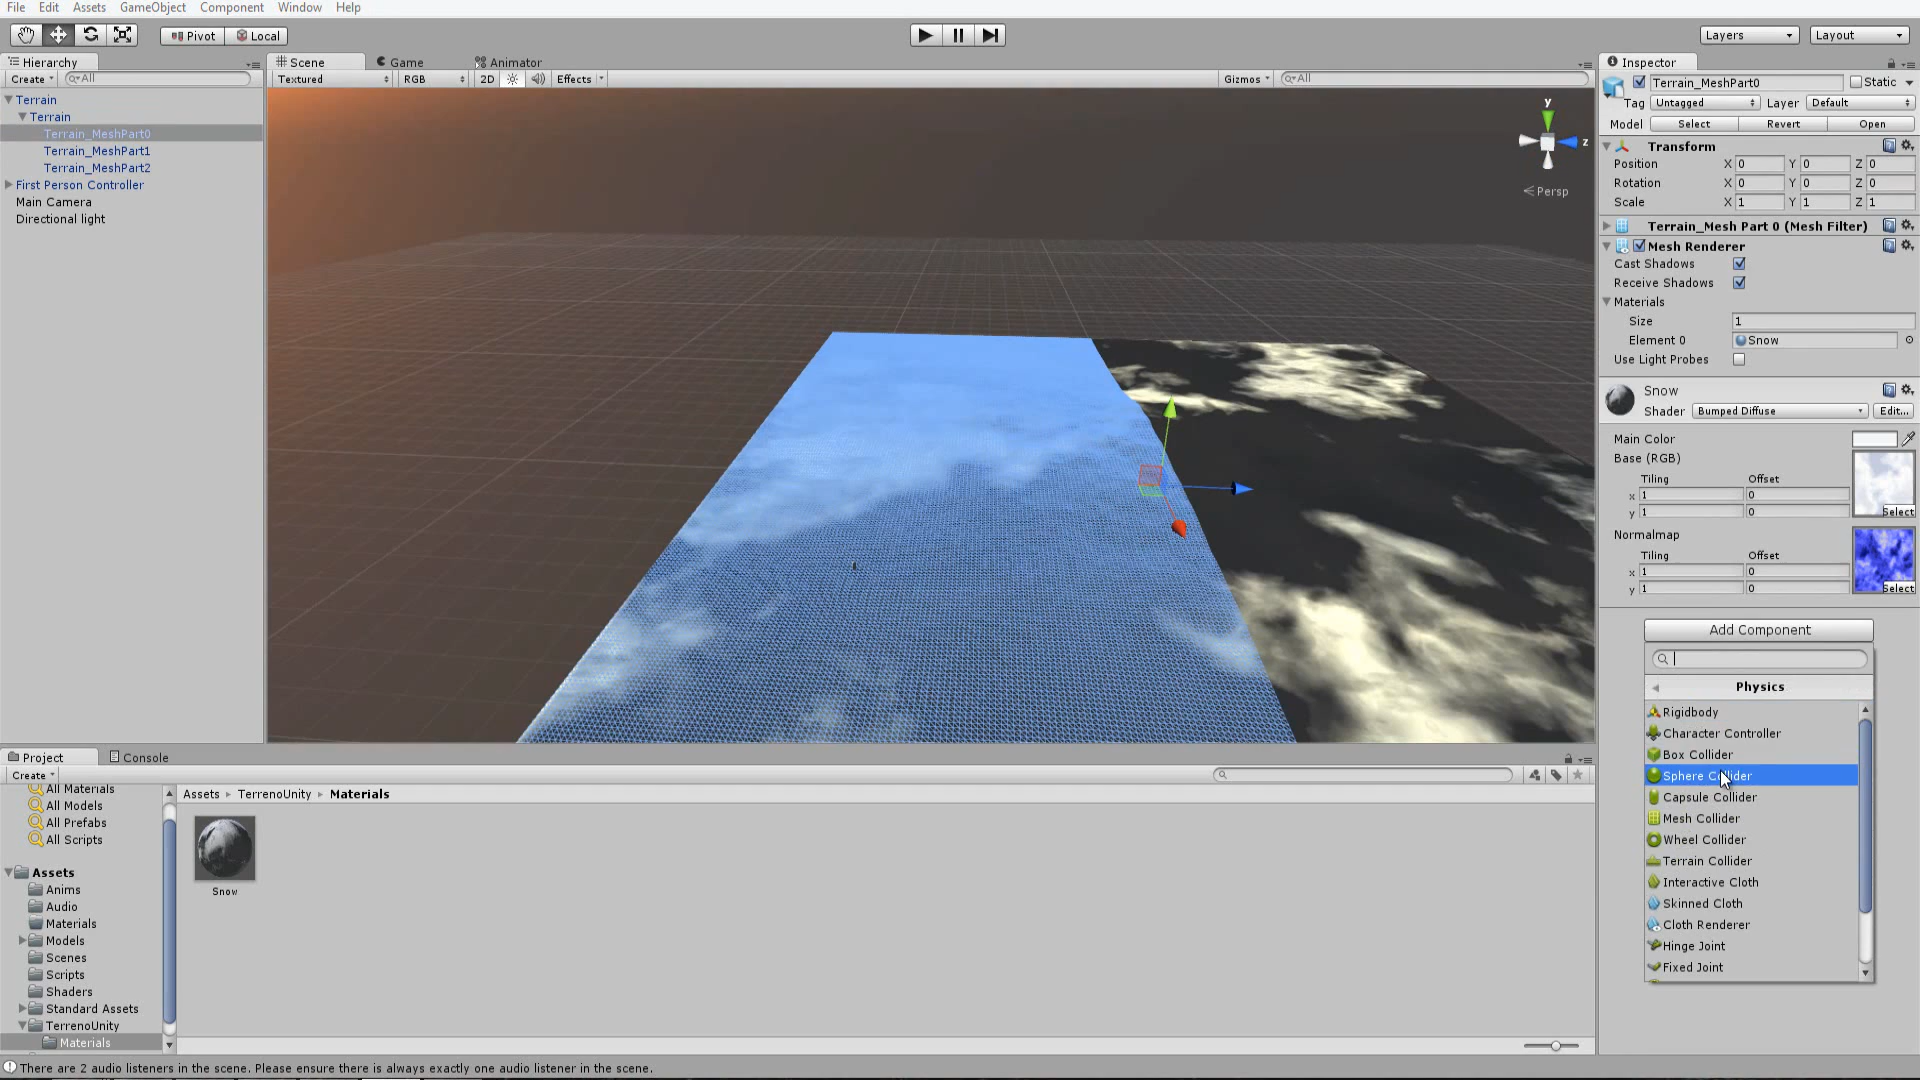 File Edit Assets GameObject Component Window Help
Pivot Local
Layers
Layout
Hierarchy
Create
All
Terrain
Terrain
Terrain_MeshPart0
Terrain_MeshPart1
Terrain_MeshPart2
First Person Controller
Main Camera
Directional light
Scene Game Animator
Textured RGB 2D Effects Gizmos All
y
z
Persp
Inspector
Terrain_MeshPart0 Static
Tag Untagged Layer Default
Model Select Revert Open
Transform
Position X 0 Y 0 Z 0
Rotation X 0 Y 0 Z 0
Scale X 1 Y 1 Z 1
Terrain_Mesh Part 0 (Mesh Filter)
Mesh Renderer
Cast Shadows
Receive Shadows
Materials
Size 1
Element 0 Snow
Use Light Probes
Snow
Shader Bumped Diffuse Edit...
Main Color
Base (RGB)
Tiling Offset
x 1 0
y 1 0
Select
Normalmap
Tiling Offset
x 1 0
y 1 0
Select
Add Component
Physics
Rigidbody
Character Controller
Box Collider
Sphere Collider
Capsule Collider
Mesh Collider
Wheel Collider
Terrain Collider
Interactive Cloth
Skinned Cloth
Cloth Renderer
Hinge Joint
Fixed Joint
Project Console
Create
All Materials
All Models
All Prefabs
All Scripts
Assets
Anims
Audio
Materials
Models
Scenes
Scripts
Shaders
Standard Assets
TerrenoUnity
Materials
Assets TerrenoUnity Materials
Snow
There are 2 audio listeners in the scene. Please ensure there is always exactly one audio listener in the scene.